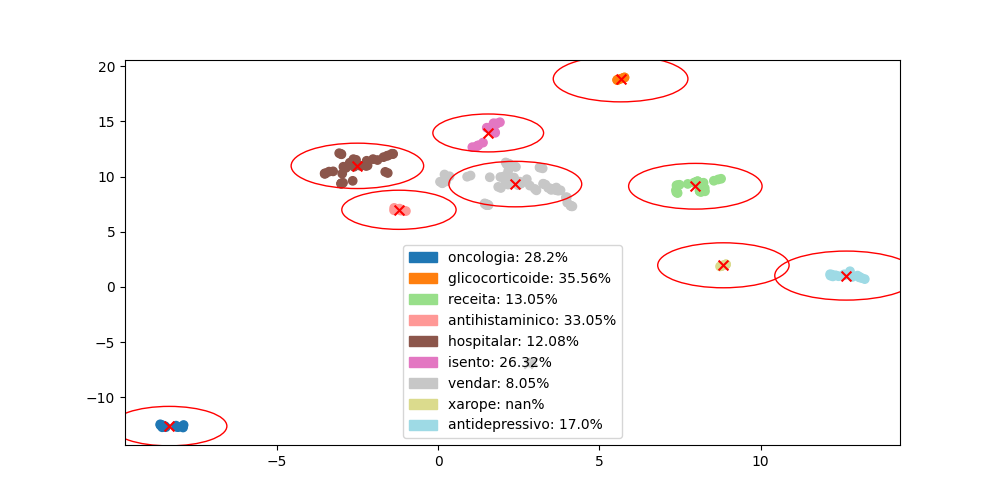 20
15
10
5
0
−5
−10
−5
0
5
10
oncologia: 28.2%
glicocorticoide: 35.56%
receita: 13.05%
antihistaminico: 33.05%
hospitalar: 12.08%
isento: 26.32%
vendar: 8.05%
xarope: nan%
antidepressivo: 17.0%